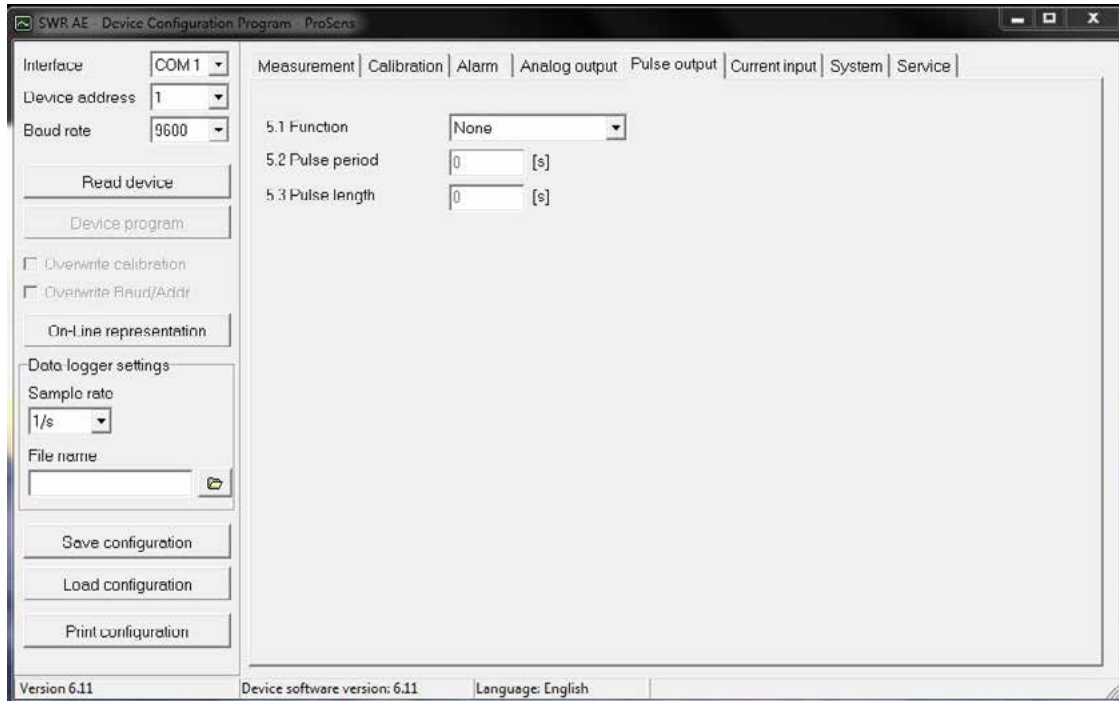 SWR AE - Device Configuration Program - ProSens
Interface
COM 1
Device address
1
Baud rate
9600
Read device
Device program
Overwrite calibration
Overwrite Baud/Addr
On-Line representation
Data logger settings
Sample rate
1/s
File name
Save configuration
Load configuration
Print configuration
Measurement Calibration Alarm Analog output Pulse output Current input System Service
5.1 Function None
5.2 Pulse period 0 [s]
5.3 Pulse length 0 [s]
Version 6.11 Device software version: 6.11 Language: English